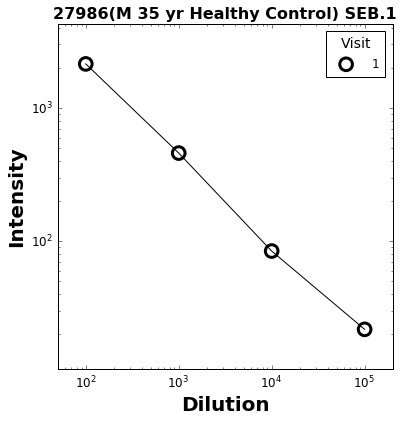 27986(M 35 yr Healthy Control) SEB.1
Visit
1
10³
10²
Intensity
10² 10³ 10⁴ 10⁵
Dilution